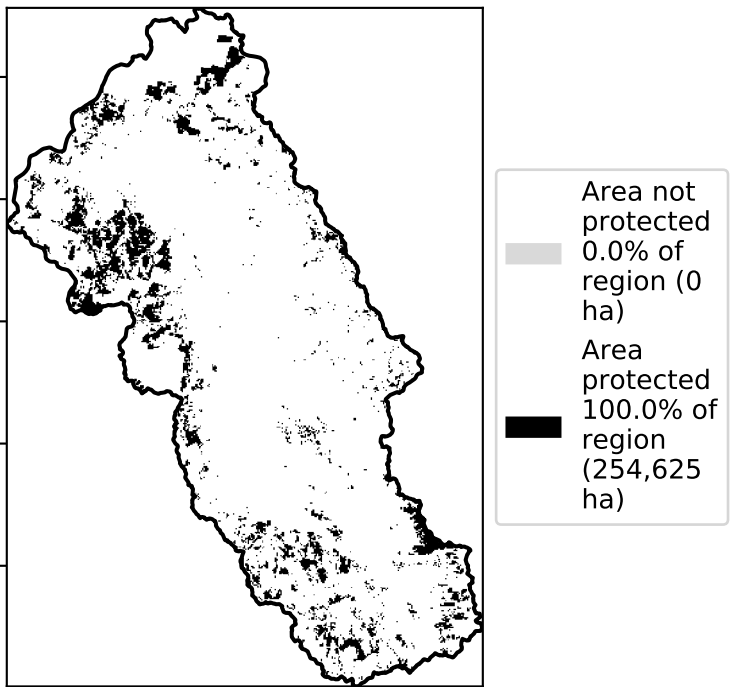 Area not
protected
0.0% of
region (0
ha)
Area
protected
100.0% of
region
(254,625
ha)